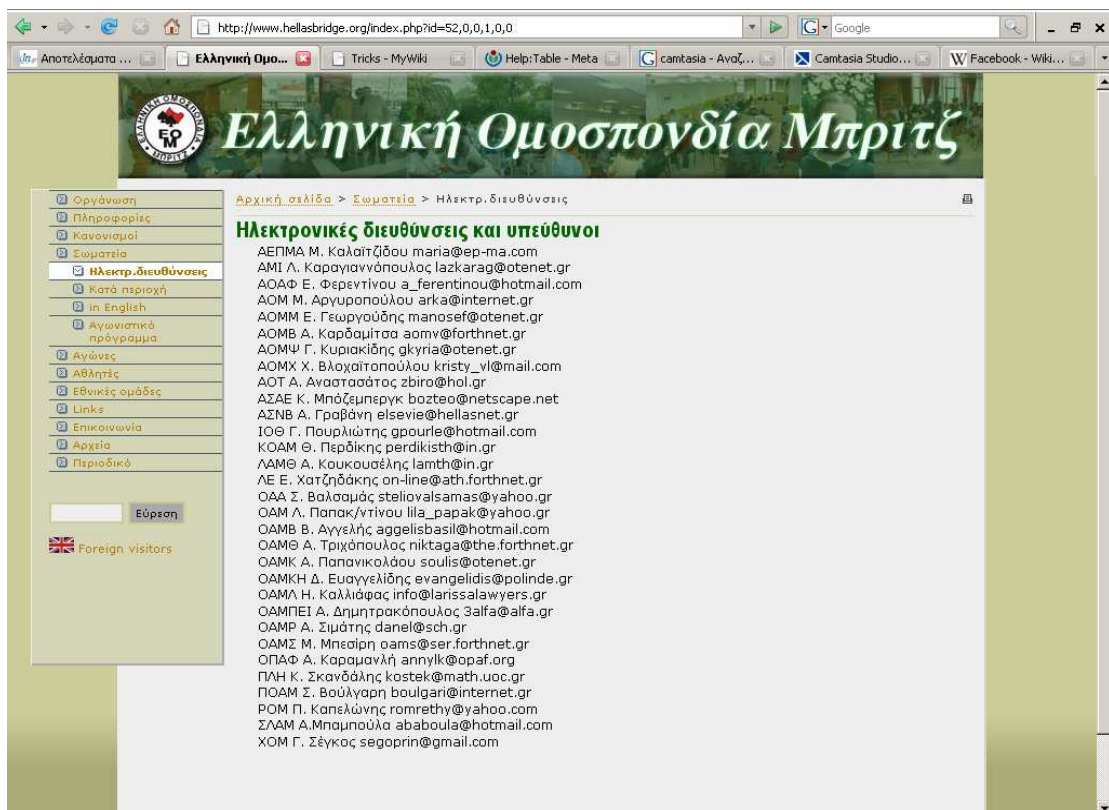 http://www.hellasbridge.org/index.php?id=52,0,0,1,0,0
Google
Αποτελέσματα ...
Ελληνική Ομο...
Tricks - MyWiki
Help:Table - Meta
camtasia - Αναζ...
Camtasia Studio...
Facebook - Wiki...
ΕΛΛΗΝΙΚΗ ΟΜΟΣΠΟΝΔΙΑ
ΕΟΜ
ΜΠΡΙΤΖ
Ελληνική Ομοσπονδία Μπριτζ
Οργάνωση
Πληροφορίες
Κανονισμοί
Σωματεία
Ηλεκτρ.διευθύνσεις
Κατά περιοχή
in English
Αγωνιστικό
πρόγραμμα
Αγώνες
Αθλητές
Εθνικές ομάδες
Links
Επικοινωνία
Αρχεία
Περιοδικό
Εύρεση
Foreign visitors
Αρχική σελίδα > Σωματεία > Ηλεκτρ.διευθύνσεις
Ηλεκτρονικές διευθύνσεις και υπεύθυνοι
ΑΕΠΜΑ Μ. Καλαϊτζίδου maria@ep-ma.com
ΑΜΙ Λ. Καραγιαννόπουλος lazkarag@otenet.gr
ΑΟΑΦ Ε. Φερεντίνου a_ferentinou@hotmail.com
ΑΟΜ Μ. Αργυροπούλου arka@internet.gr
ΑΟΜΜ Ε. Γεωργούδης manosef@otenet.gr
ΑΟΜΒ Α. Καρδαμίτσα aomv@forthnet.gr
ΑΟΜΨ Γ. Κυριακίδης gkyria@otenet.gr
ΑΟΜΧ Χ. Βλοχαϊτοπούλου kristy_vl@mail.com
ΑΟΤ Α. Αναστασάτος zbiro@hol.gr
ΑΣΑΕ Κ. Μπόζεμπεργκ bozteo@netscape.net
ΑΣΝΒ Α. Γραβάνη elsevie@hellasnet.gr
ΙΟΘ Γ. Πουρλιώτης gpourle@hotmail.com
ΚΟΑΜ Θ. Περδίκης perdikisth@in.gr
ΛΑΜΘ Α. Κουκουσέλης lamth@in.gr
ΛΕ Ε. Χατζηδάκης on-line@ath.forthnet.gr
ΟΑΑ Σ. Βαλσαμάς steliovalsamas@yahoo.gr
ΟΑΜ Λ. Παπακ/ντίνου lila_papak@yahoo.gr
ΟΑΜΒ Β. Αγγελής aggelisbasil@hotmail.com
ΟΑΜΘ Α. Τριχόπουλος niktaga@the.forthnet.gr
ΟΑΜΚ Α. Παπανικολάου soulis@otenet.gr
ΟΑΜΚΗ Δ. Ευαγγελίδης evangelidis@polinde.gr
ΟΑΜΛ Η. Καλλιάφας info@larissalawyers.gr
ΟΑΜΠΕΙ Α. Δημητρακόπουλος 3alfa@alfa.gr
ΟΑΜΡ Α. Σιμάτης danel@sch.gr
ΟΑΜΣ Μ. Μπεσίρη oams@ser.forthnet.gr
ΟΠΑΦ Α. Καραμανλή annylk@opaf.org
ΠΛΗ Κ. Σκανδάλης kostek@math.uoc.gr
ΠΟΑΜ Σ. Βούλγαρη boulgari@internet.gr
ΡΟΜ Π. Καπελώνης romrethy@yahoo.com
ΣΛΑΜ Α.Μπαμπούλα ababoula@hotmail.com
ΧΟΜ Γ. Σέγκος segoprin@gmail.com